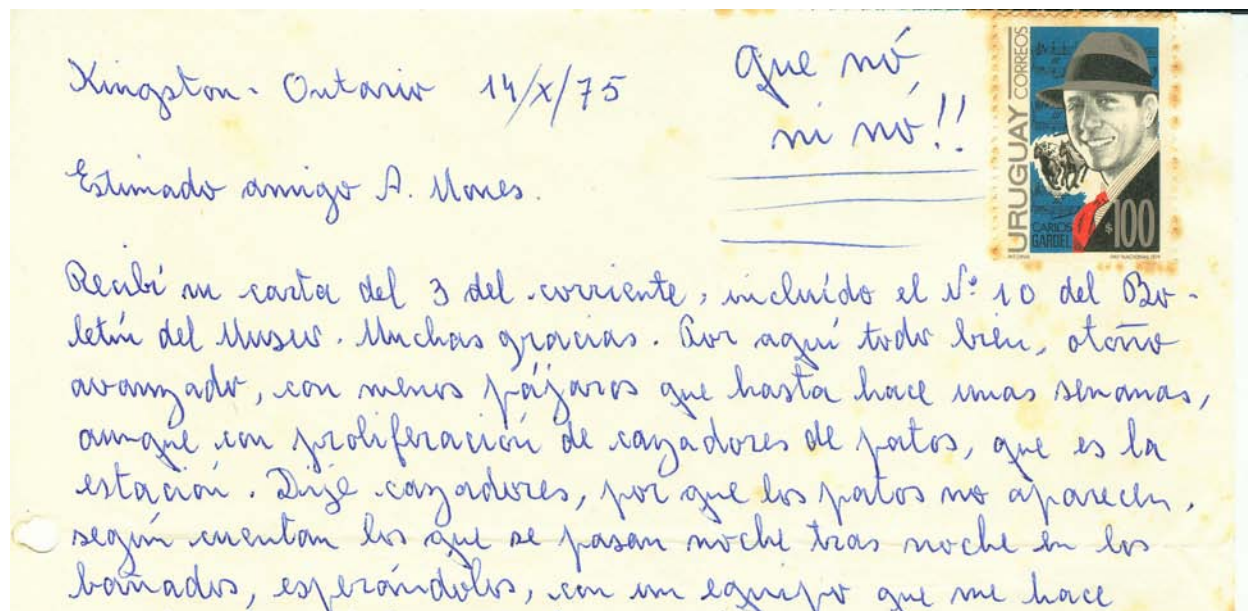 Kingston - Ontario 14/X/75
Que nó,
ni nó!!
URUGUAY CORREOS
CARLOS
GARDEL
$100
Estimado amigo A. Mones.
Recibí su carta del 3 del corriente, incluído el Nº 10 del Bo-
letín del Museo. Muchas gracias. Por aquí todo bien, otoño
avanzado, con menos pájaros que hasta hace unas semanas,
aunque con proliferación de cazadores de patos, que es la
estación. Dije cazadores, por que los patos no aparecen,
según cuentan los que se pasan noche tras noche en los
bañados, esperándolos, con un equipo que me hace